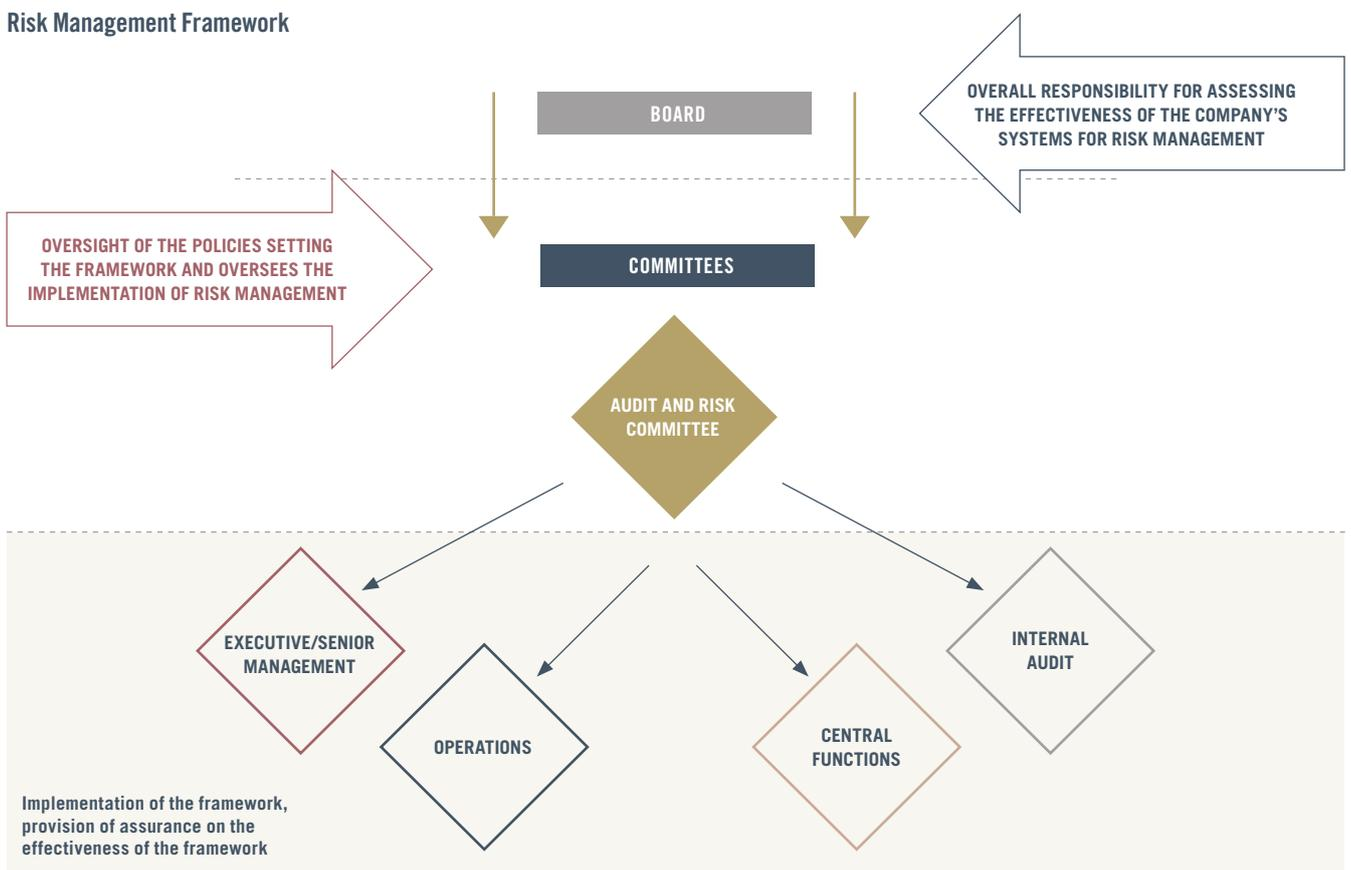 Risk Management Framework
BOARD
OVERALL RESPONSIBILITY FOR ASSESSING
THE EFFECTIVENESS OF THE COMPANY’S
SYSTEMS FOR RISK MANAGEMENT
OVERSIGHT OF THE POLICIES SETTING
THE FRAMEWORK AND OVERSEES THE
IMPLEMENTATION OF RISK MANAGEMENT
COMMITTEES
AUDIT AND RISK
COMMITTEE
EXECUTIVE/SENIOR
MANAGEMENT
OPERATIONS
CENTRAL
FUNCTIONS
INTERNAL
AUDIT
Implementation of the framework,
provision of assurance on the
effectiveness of the framework